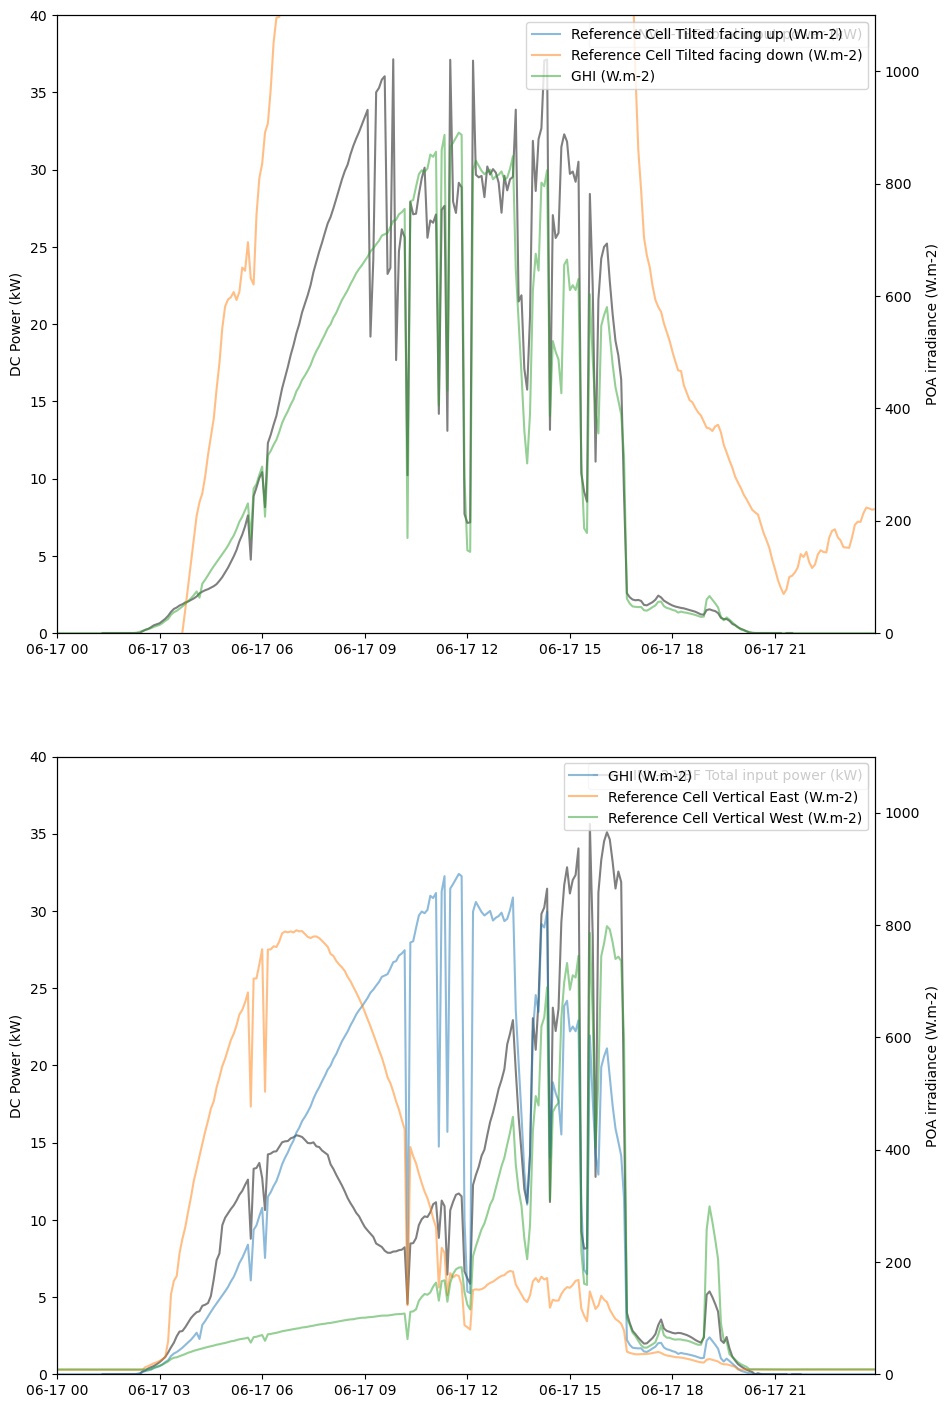 40
35
30
25
20
15
10
5
0
DC Power (kW)
Reference Cell Tilted facing up (W.m-2)
Reference Cell Tilted facing down (W.m-2)
GHI (W.m-2)
1000
800
600
400
200
0
POA irradiance (W.m-2)
06-17 00 06-17 03 06-17 06 06-17 09 06-17 12 06-17 15 06-17 18 06-17 21
40
35
30
25
20
15
10
5
0
DC Power (kW)
GHI (W.m-2) Total input power (kW)
Reference Cell Vertical East (W.m-2)
Reference Cell Vertical West (W.m-2)
1000
800
600
400
200
0
POA irradiance (W.m-2)
06-17 00 06-17 03 06-17 06 06-17 09 06-17 12 06-17 15 06-17 18 06-17 21